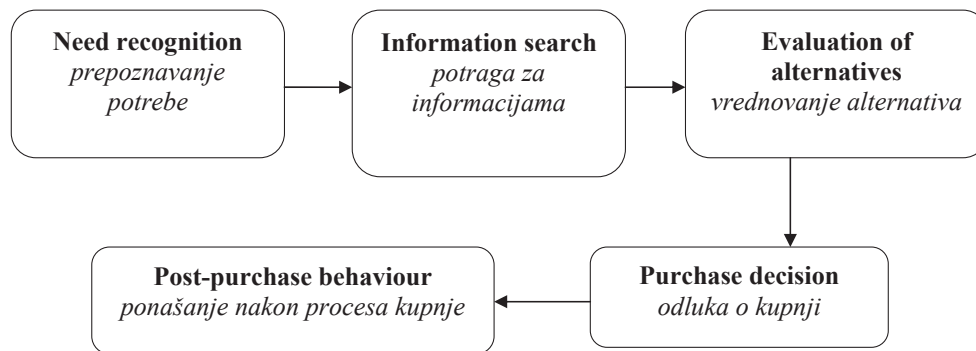 Need recognition
prepoznavanje
potrebe
Information search
potraga za
informacijama
Evaluation of
alternatives
vrednovanje alternativa
Purchase decision
odluka o kupnji
Post-purchase behaviour
ponašanje nakon procesa kupnje